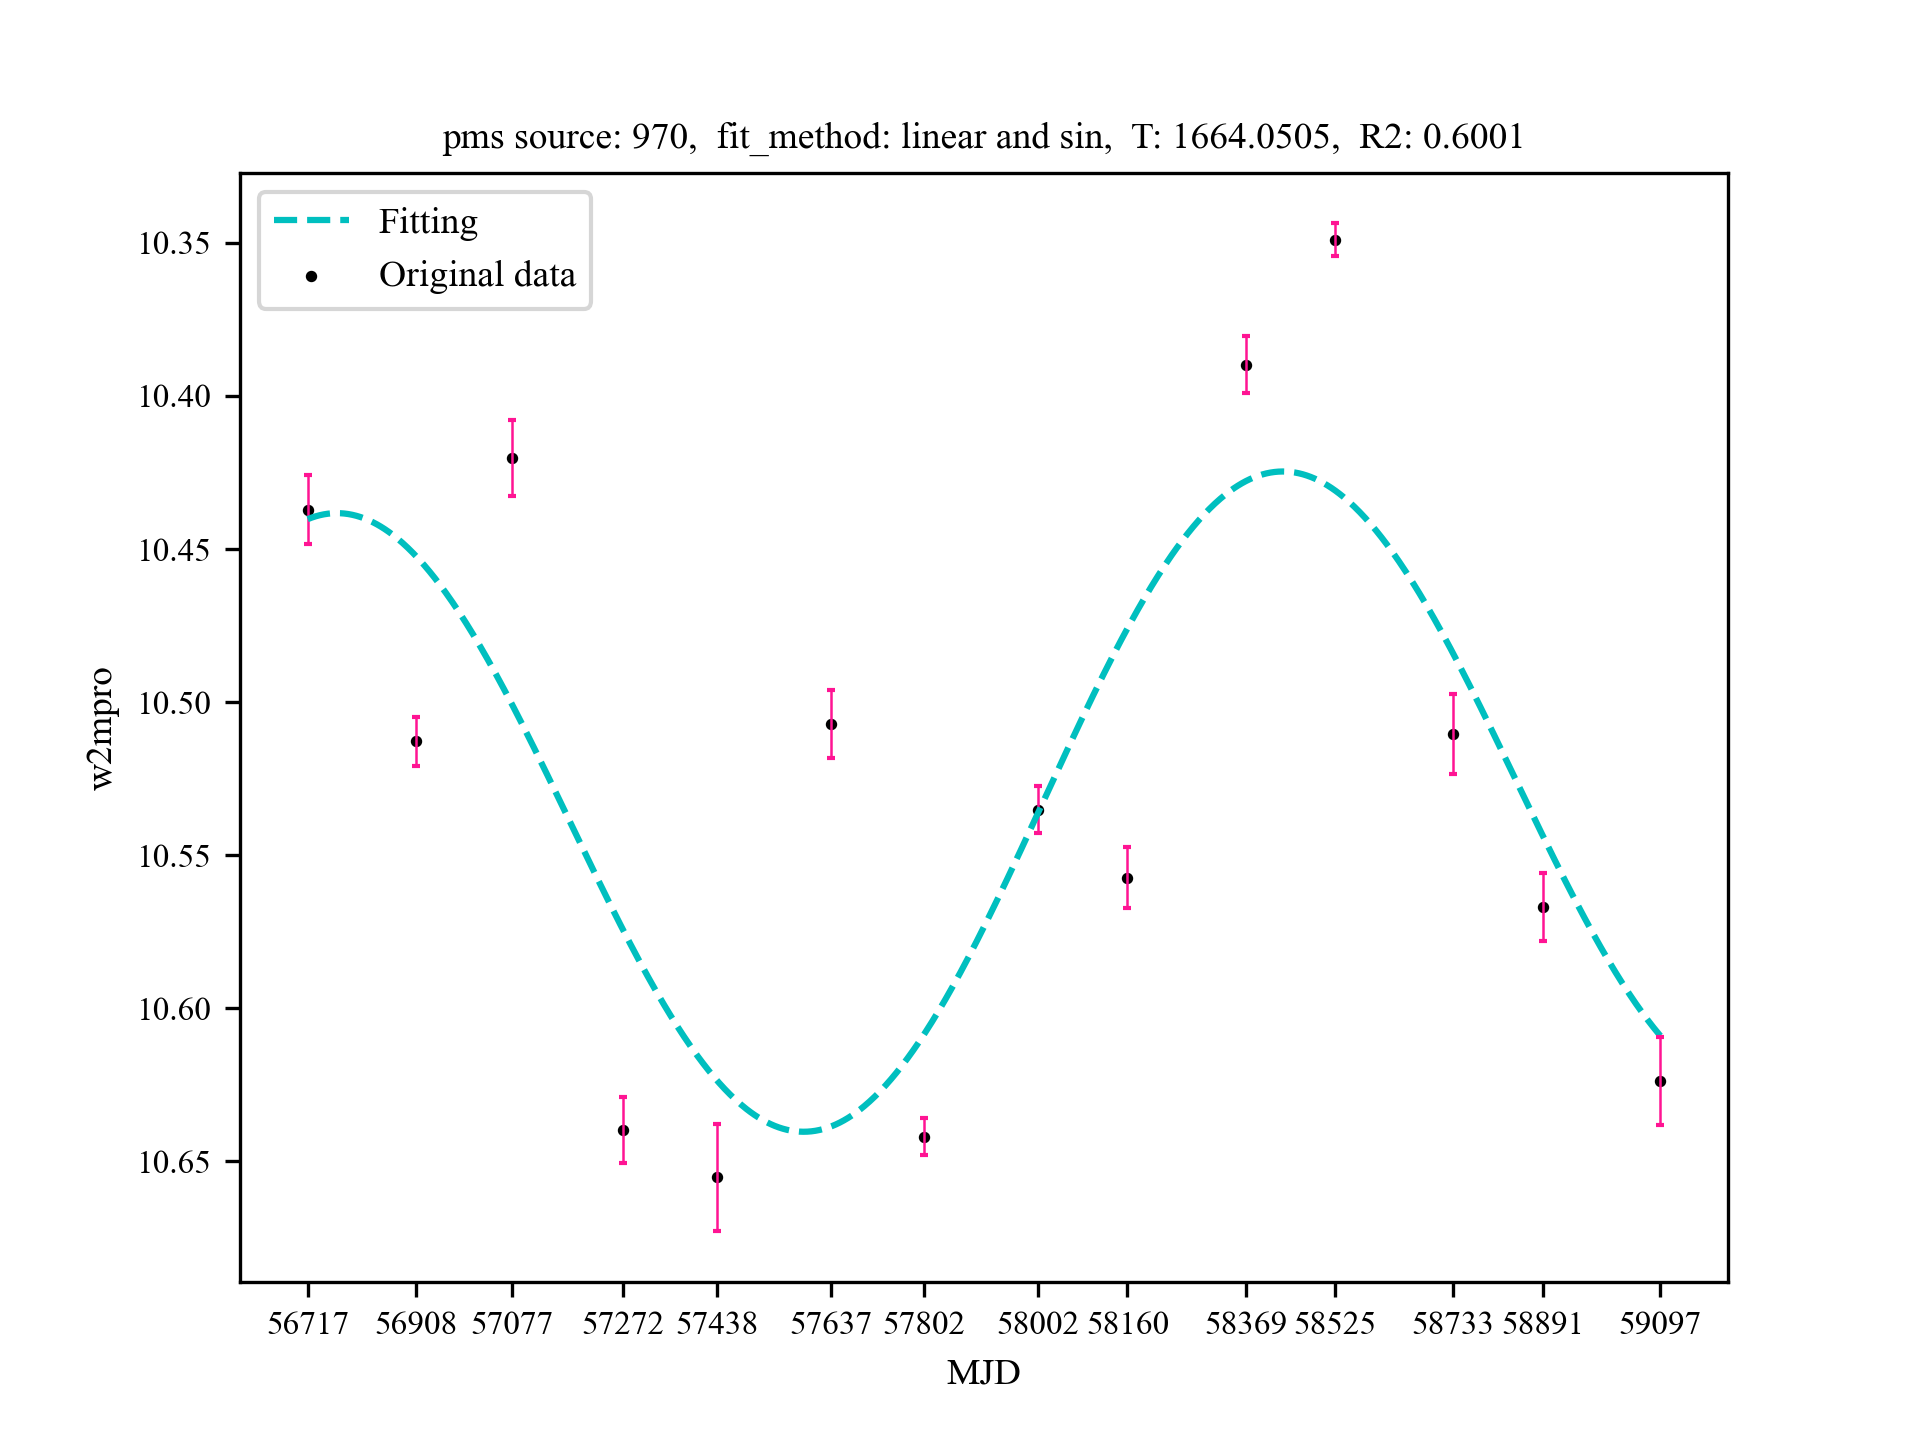 pms source: 970,  fit_method: linear and sin,  T: 1664.0505,  R2: 0.6001
Fitting
Original data
10.35
10.40
10.45
10.50
10.55
10.60
10.65
w2mpro
56717 56908 57077 57272 57438 57637 57802 58002 58160 58369 58525 58733 58891 59097
MJD